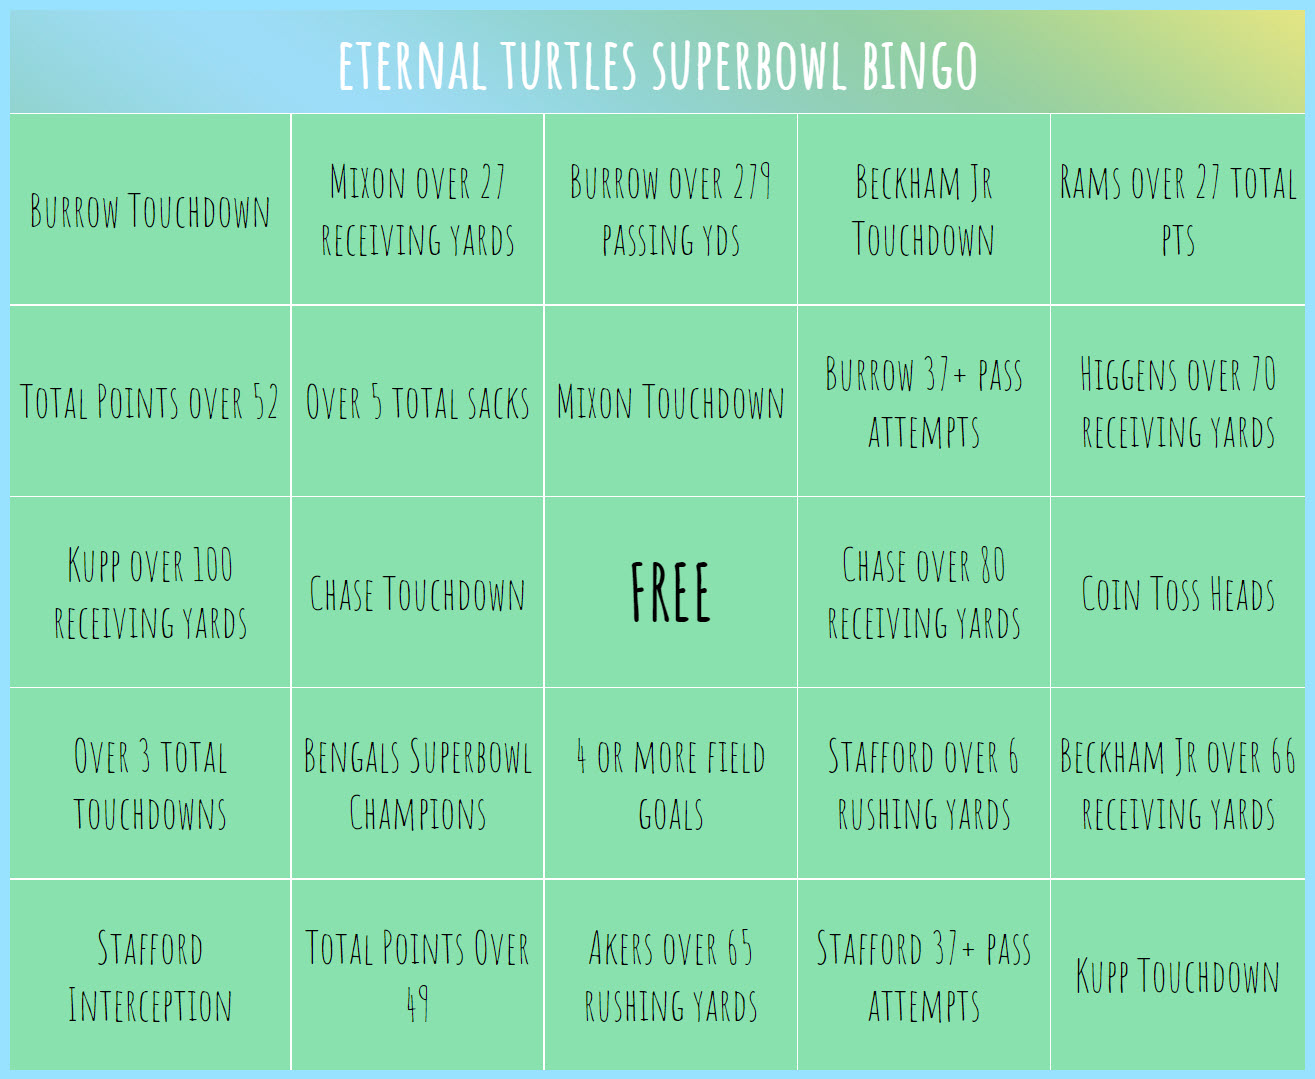 ETERNAL TURTLES SUPERBOWL BINGO
Burrow Touchdown
Mixon over 27
receiving yards
Burrow over 279
passing yds
Beckham Jr
Touchdown
Rams over 27 total
pts
Total Points over 52
Over 5 total sacks
Mixon Touchdown
Burrow 37+ pass
attempts
Higgens over 70
receiving yards
Kupp over 100
receiving yards
Chase Touchdown
FREE
Chase over 80
receiving yards
Coin Toss Heads
Over 3 total
touchdowns
Bengals Superbowl
Champions
4 or more field
goals
Stafford over 6
rushing yards
Beckham Jr over 66
receiving yards
Stafford
Interception
Total Points Over
49
Akers over 65
rushing yards
Stafford 37+ pass
attempts
Kupp Touchdown